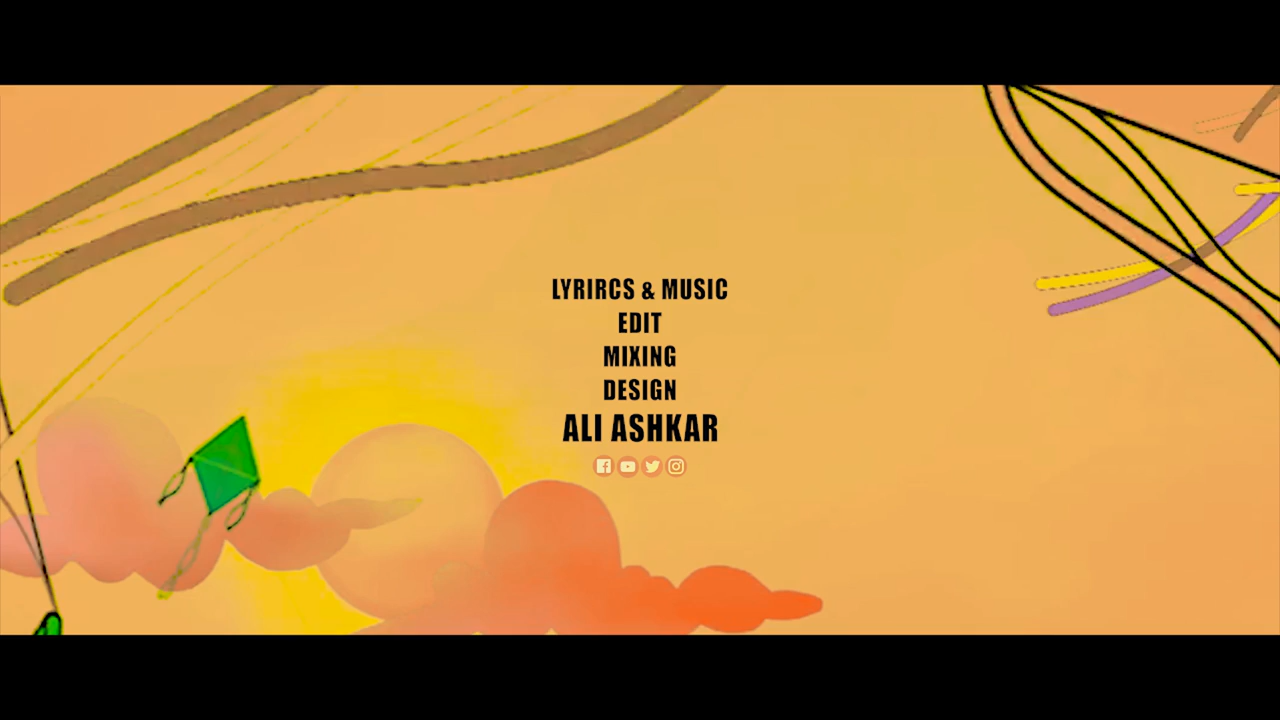 LYRIRCS & MUSIC
EDIT
MIXING
DESIGN
ALI ASHKAR